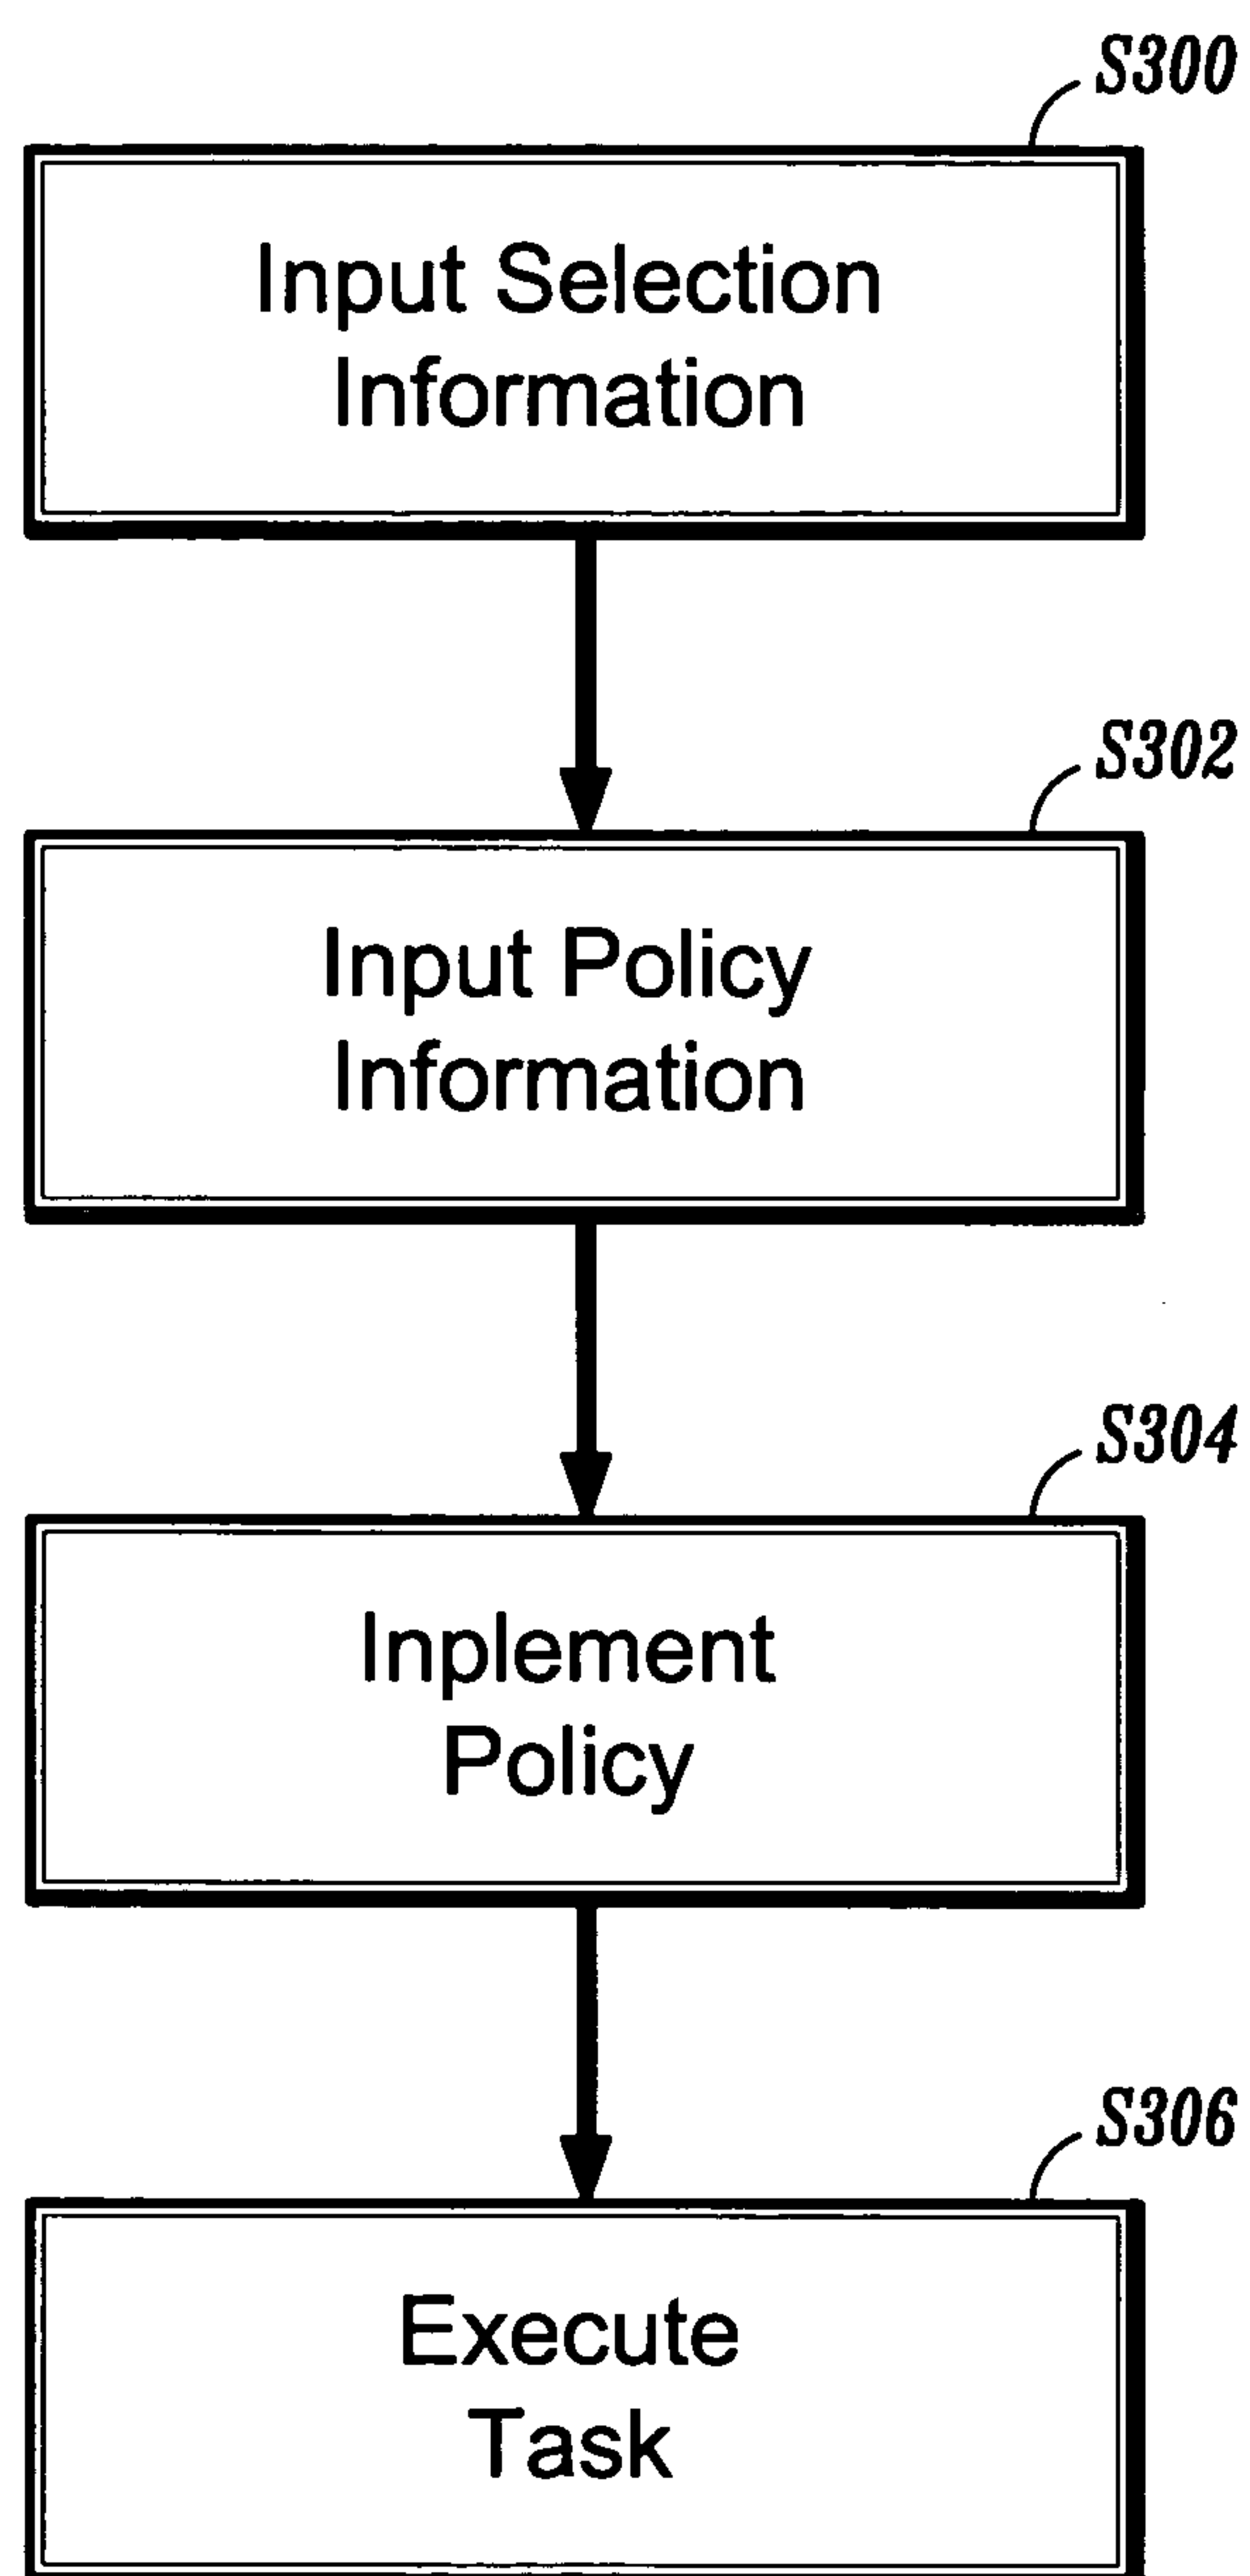 S300
Input Selection
Information
S302
Input Policy
Information
S304
Inplement
Policy
S306
Execute
Task